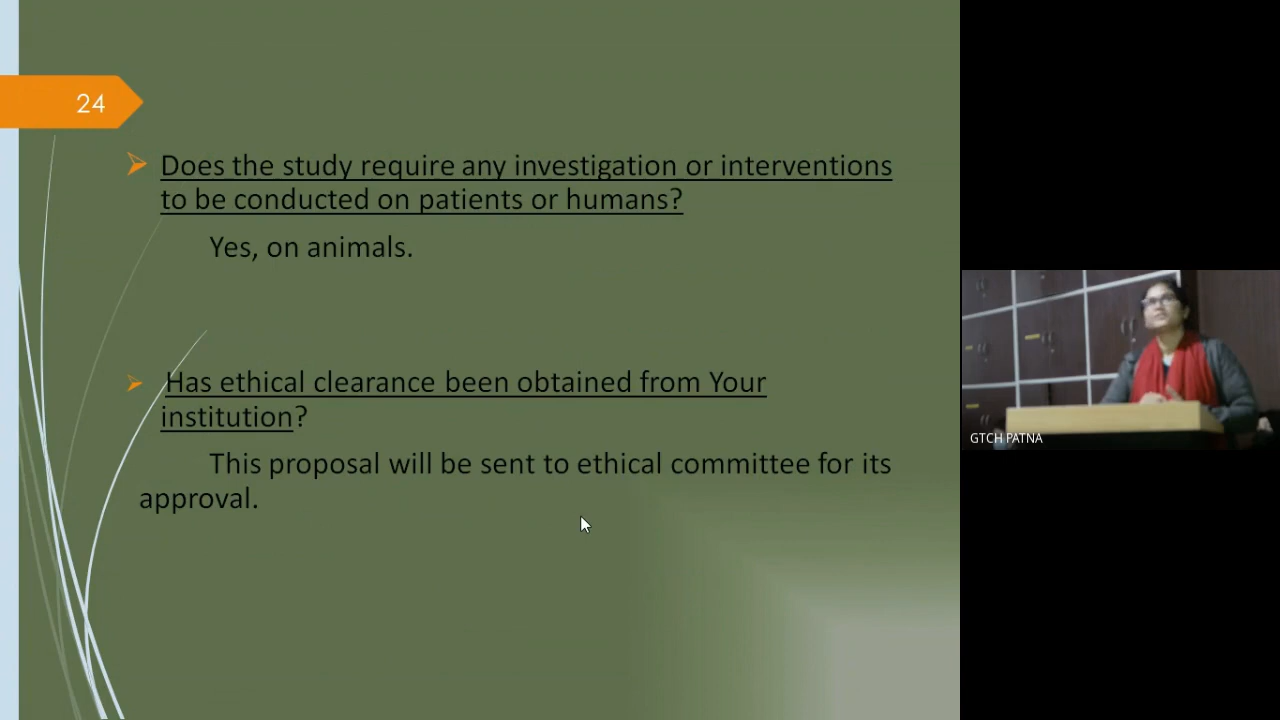 24
Does the study require any investigation or interventions
to be conducted on patients or humans?
Yes, on animals.
Has ethical clearance been obtained from Your
institution?
This proposal will be sent to ethical committee for its
approval.
GTCH PATNA